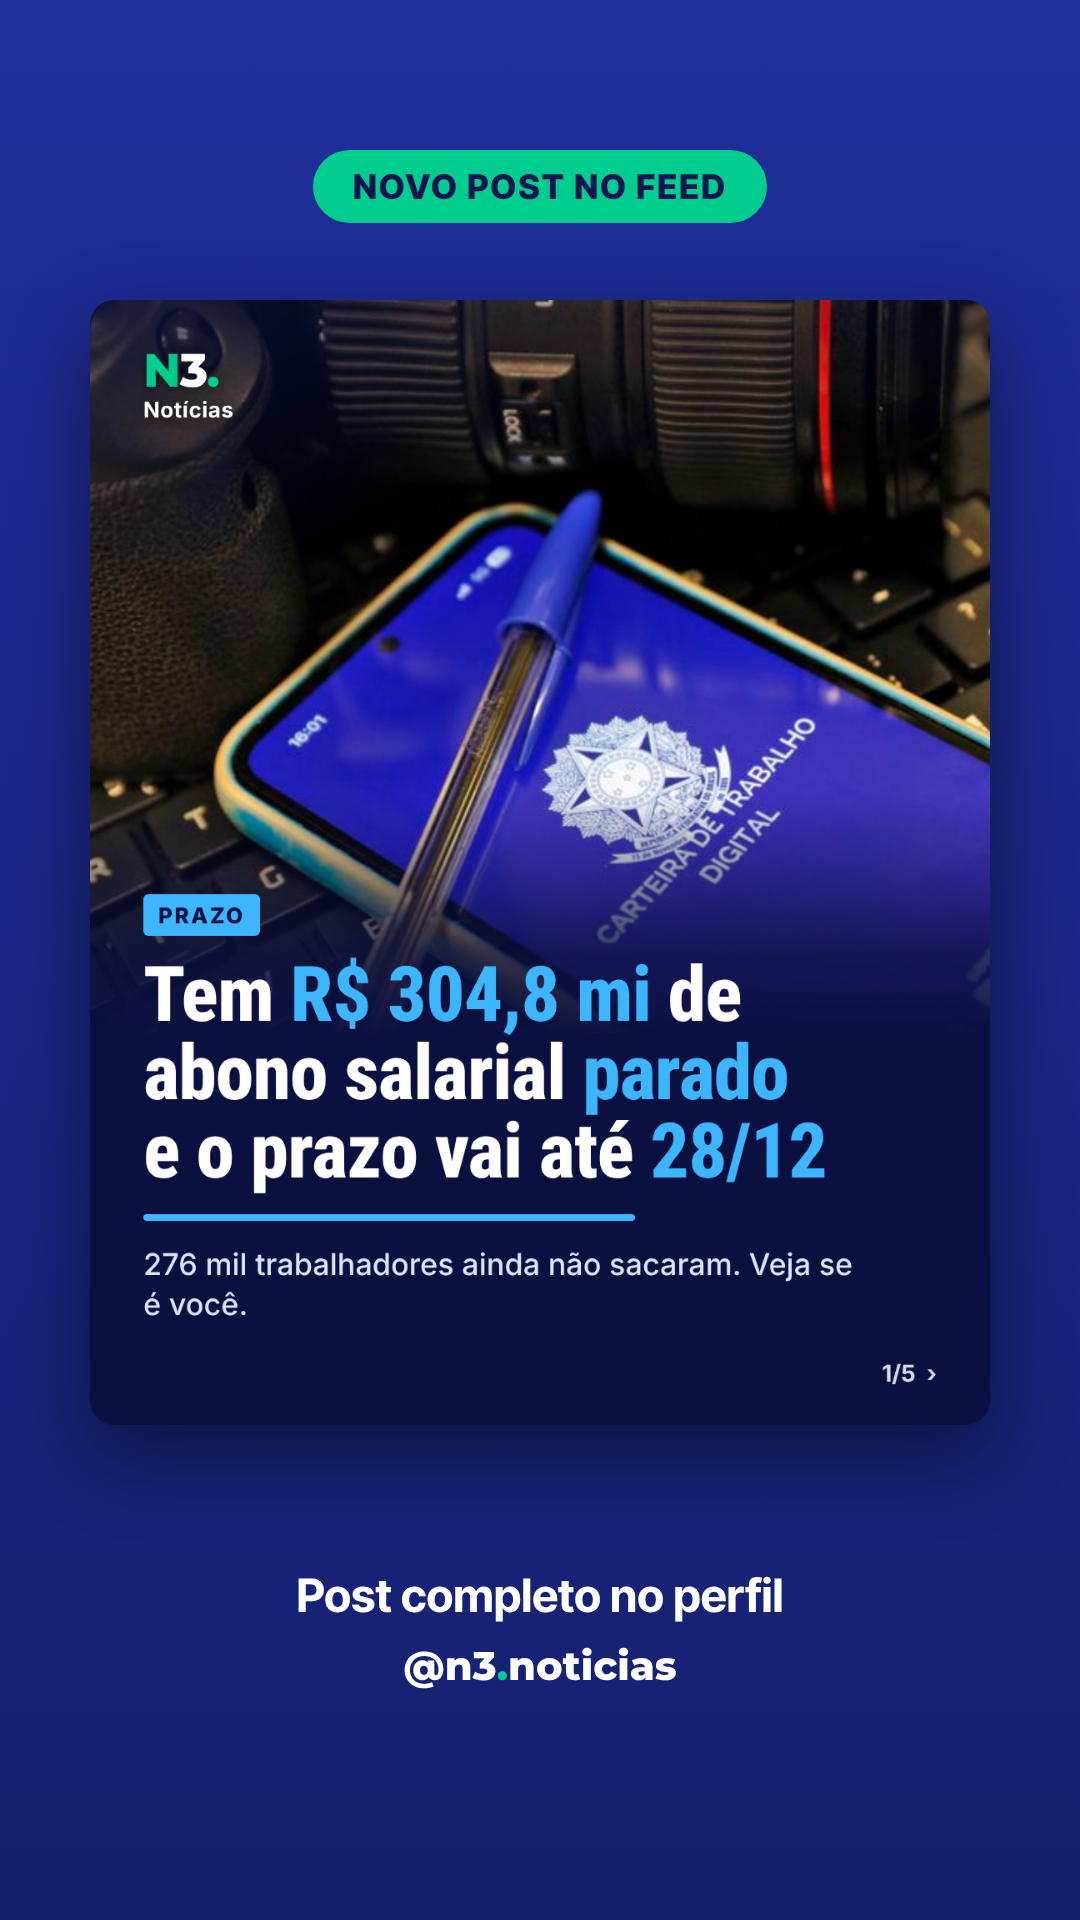 NOVO POST NO FEED
N3.
Notícias
LOCK
16:01
CARTEIRA DE TRABALHO
DIGITAL
R
T
G
PRAZO
Tem R$ 304,8 mi de
abono salarial parado
e o prazo vai até 28/12
276 mil trabalhadores ainda não sacaram. Veja se
é você.
1/5 ›
Post completo no perfil
@n3.noticias